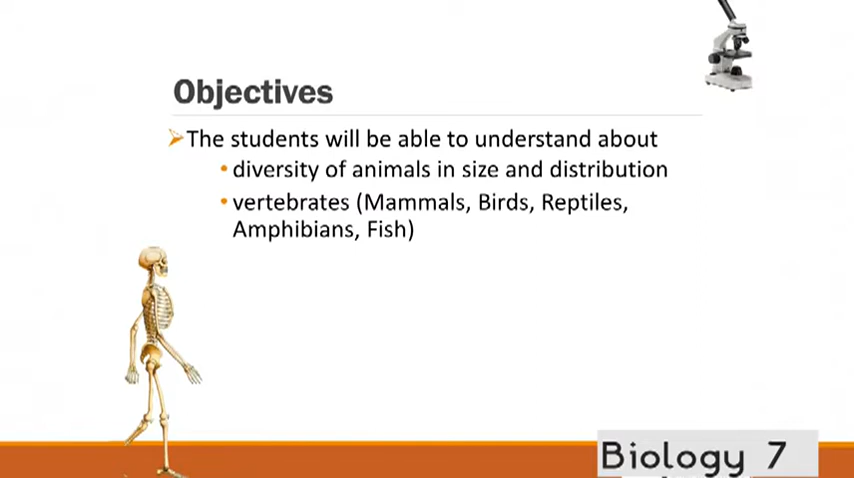 Objectives
The students will be able to understand about
• diversity of animals in size and distribution
• vertebrates (Mammals, Birds, Reptiles,
Amphibians, Fish)
Biology 7